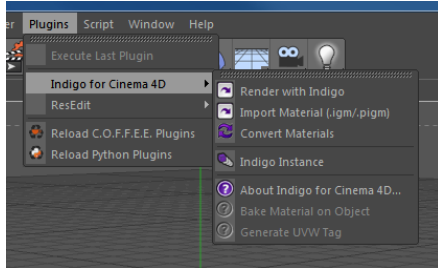 er Plugins Script Window Help
Execute Last Plugin
Indigo for Cinema 4D
ResEdit
Reload C.O.F.F.E.E. Plugins
Reload Python Plugins
Render with Indigo
Import Material (.igm/.pigm)
Convert Materials
Indigo Instance
About Indigo for Cinema 4D...
Bake Material on Object
Generate UVW Tag